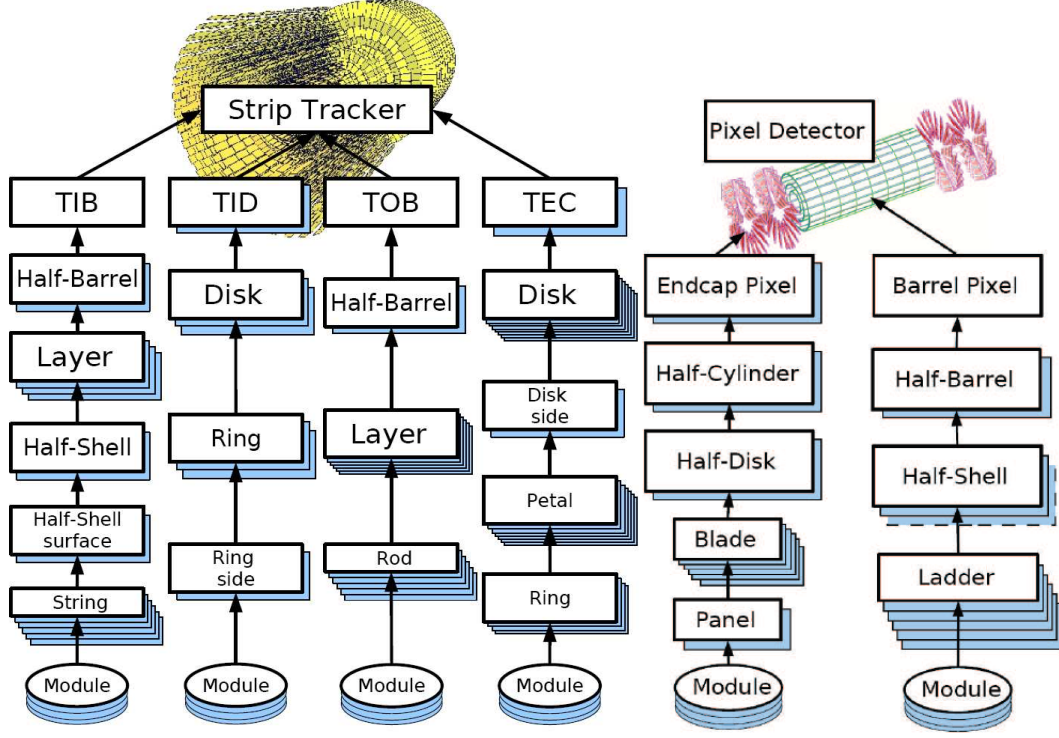 Strip Tracker
Pixel Detector
TIB
TID
TOB
TEC
Half-Barrel
Disk
Half-Barrel
Disk
Endcap Pixel
Barrel Pixel
Layer
Half-Cylinder
Half-Barrel
Disk
side
Half-Shell
Ring
Layer
Half-Disk
Half-Shell
Petal
Half-Shell
surface
Blade
Ring
side
Rod
Ladder
String
Ring
Panel
Module
Module
Module
Module
Module
Module